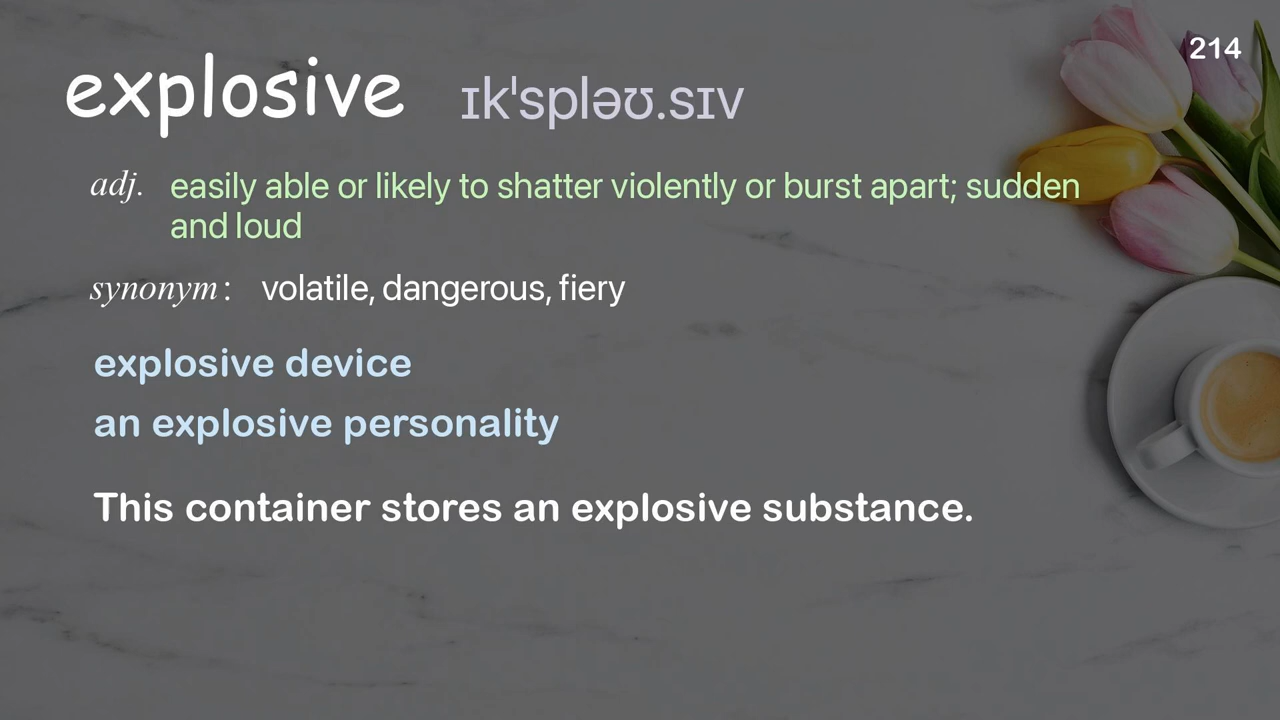 214
explosive ɪkˈspləʊ.sɪv
adj. easily able or likely to shatter violently or burst apart; sudden
and loud
synonym : volatile, dangerous, fiery
explosive device
an explosive personality
This container stores an explosive substance.